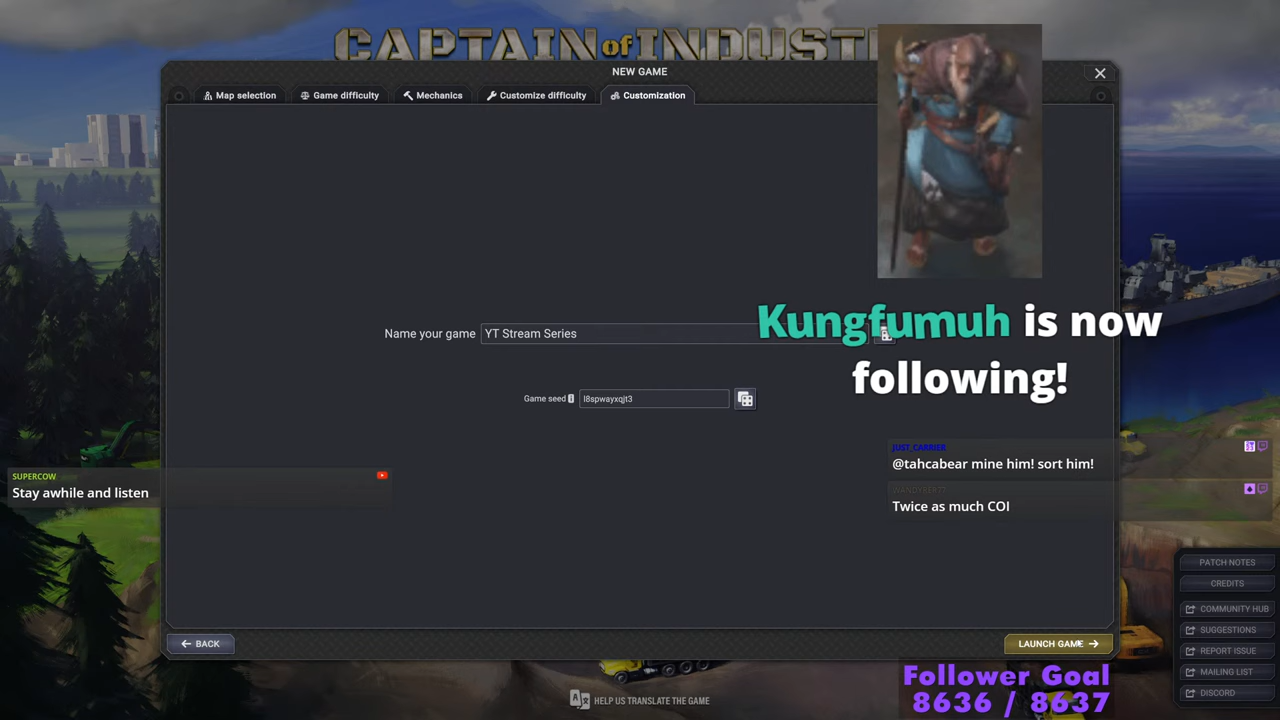 CAPTAIN of INDUST
NEW GAME
Map selection
Game difficulty
Mechanics
Customize difficulty
Customization
Name your game
YT Stream Series
Kungfumuh is now
following!
Game seed
l8spwayxqjt3
JUST_CARRIER
@tahcabear mine him! sort him!
SUPERCOW
Stay awhile and listen
Twice as much COI
PATCH NOTES
CREDITS
COMMUNITY HUB
SUGGESTIONS
REPORT ISSUE
MAILING LIST
DISCORD
BACK
LAUNCH GAME
Follower Goal
8636 / 8637
HELP US TRANSLATE THE GAME